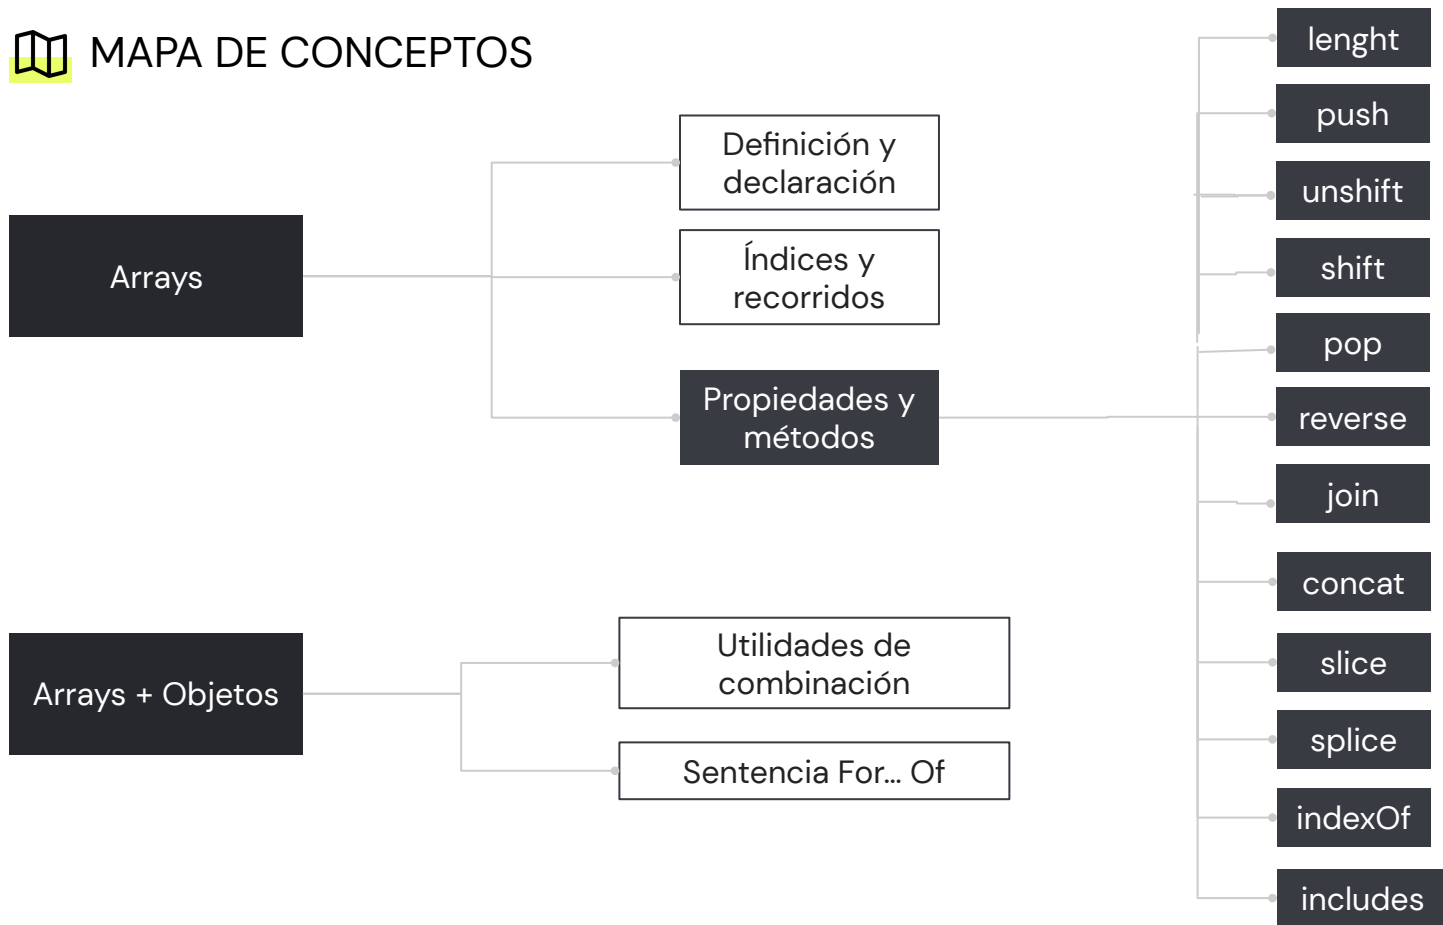 MAPA DE CONCEPTOS
Arrays
Definición y
declaración
Índices y
recorridos
Propiedades y
métodos
lenght
push
unshift
shift
pop
reverse
join
concat
slice
splice
indexOf
includes
Arrays + Objetos
Utilidades de
combinación
Sentencia For... Of